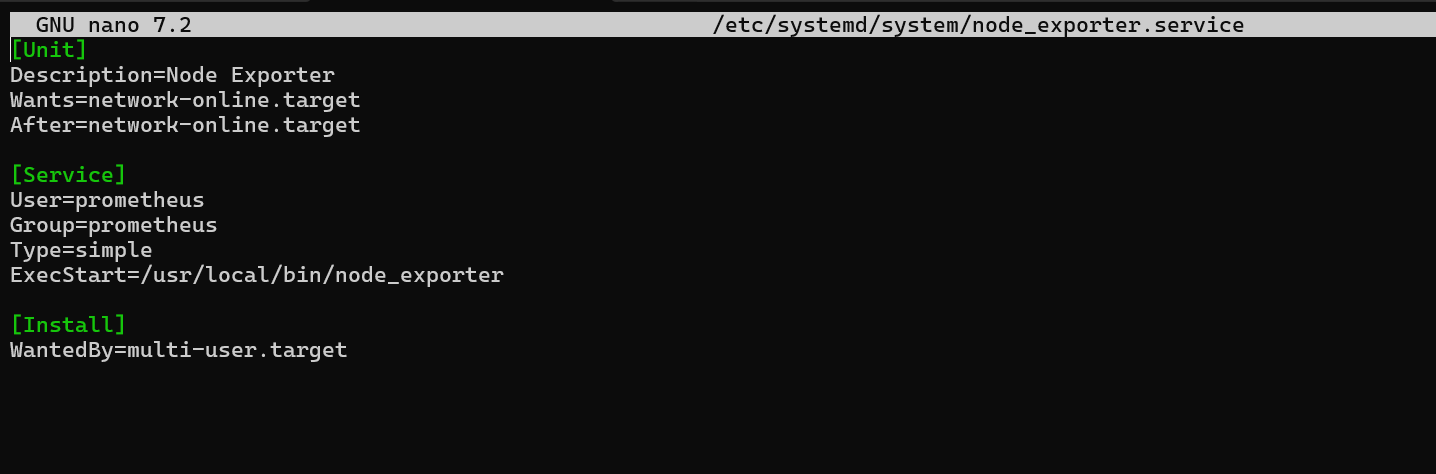 GNU nano 7.2 /etc/systemd/system/node_exporter.service
[Unit]
Description=Node Exporter
Wants=network-online.target
After=network-online.target
[Service]
User=prometheus
Group=prometheus
Type=simple
ExecStart=/usr/local/bin/node_exporter
[Install]
WantedBy=multi-user.target